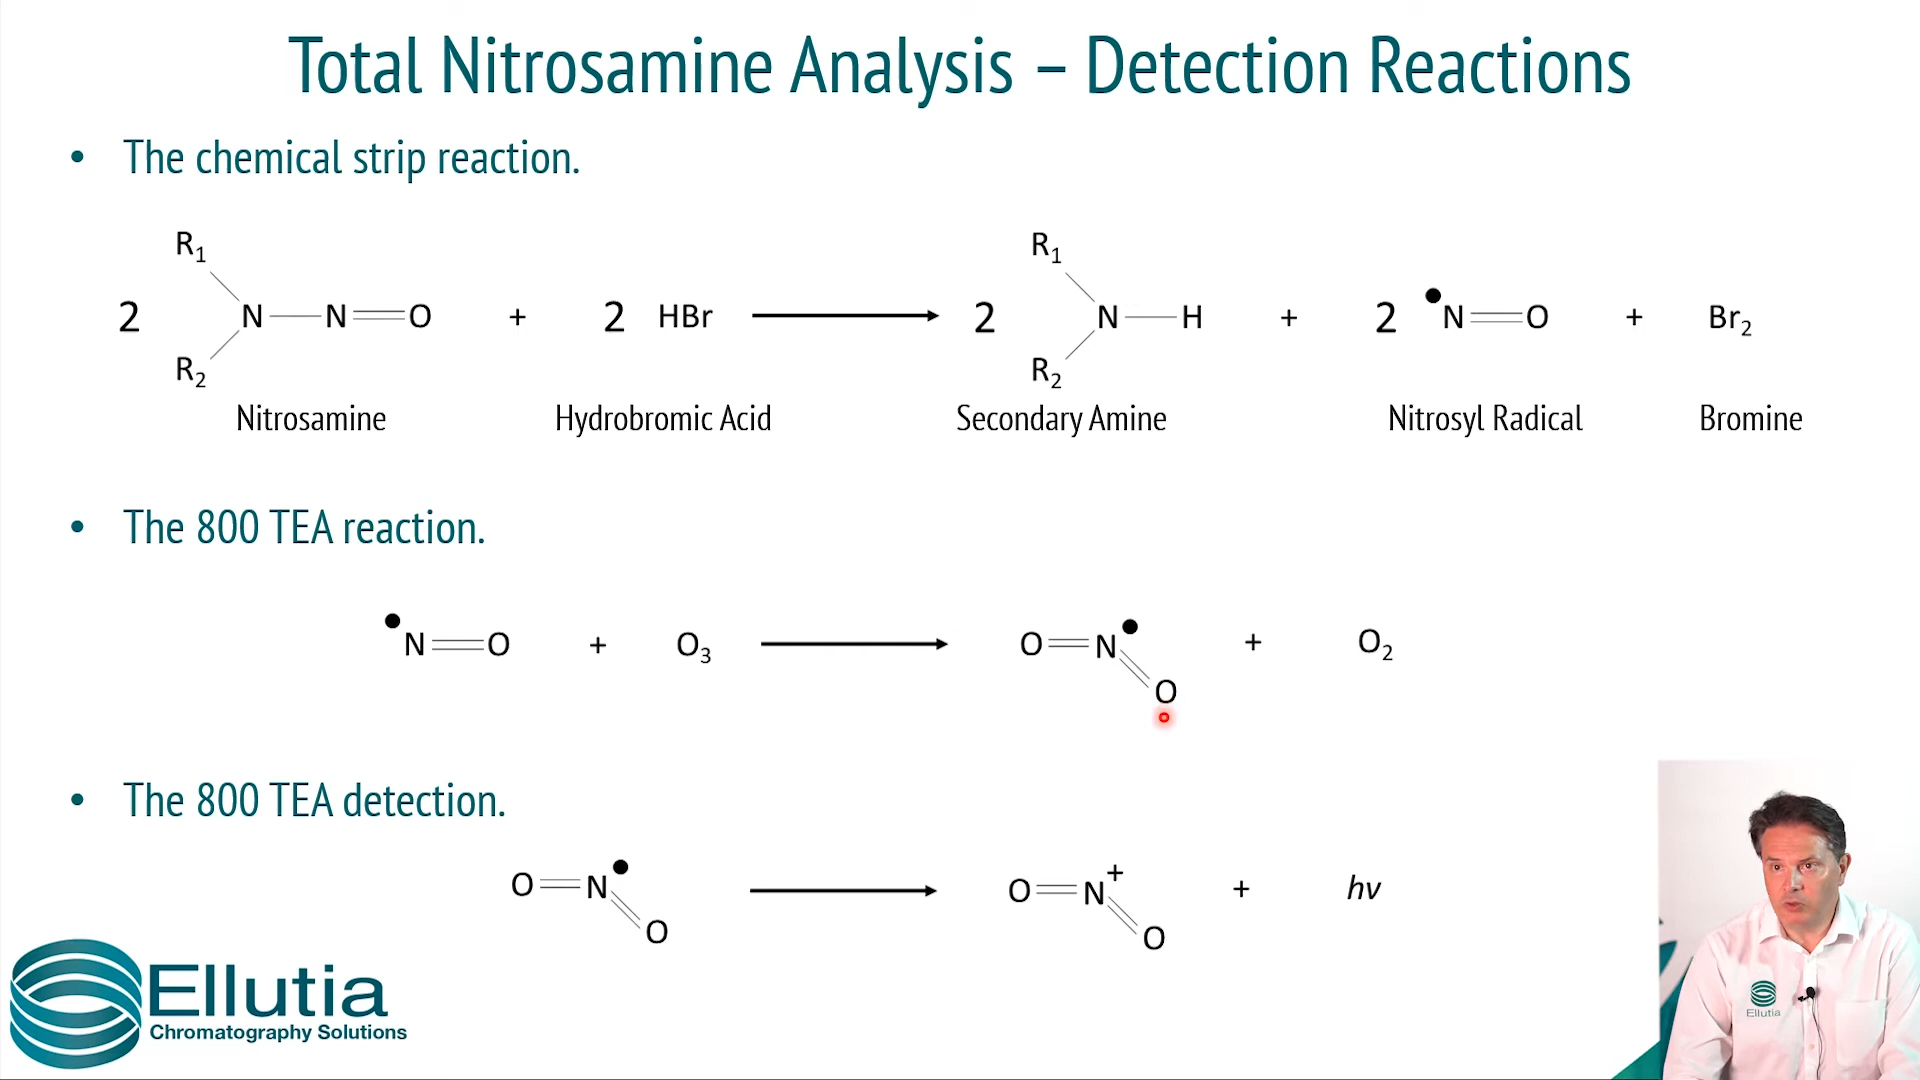 Total Nitrosamine Analysis – Detection Reactions
• The chemical strip reaction.
R1
R2
2 N N O + 2 HBr 2 N H + 2 N O + Br2
R1
R2
Nitrosamine Hydrobromic Acid Secondary Amine Nitrosyl Radical Bromine
• The 800 TEA reaction.
N O + O3 O N O + O2
• The 800 TEA detection.
O N O O N+ O + hv
Ellutia
Chromatography Solutions
Ellutia